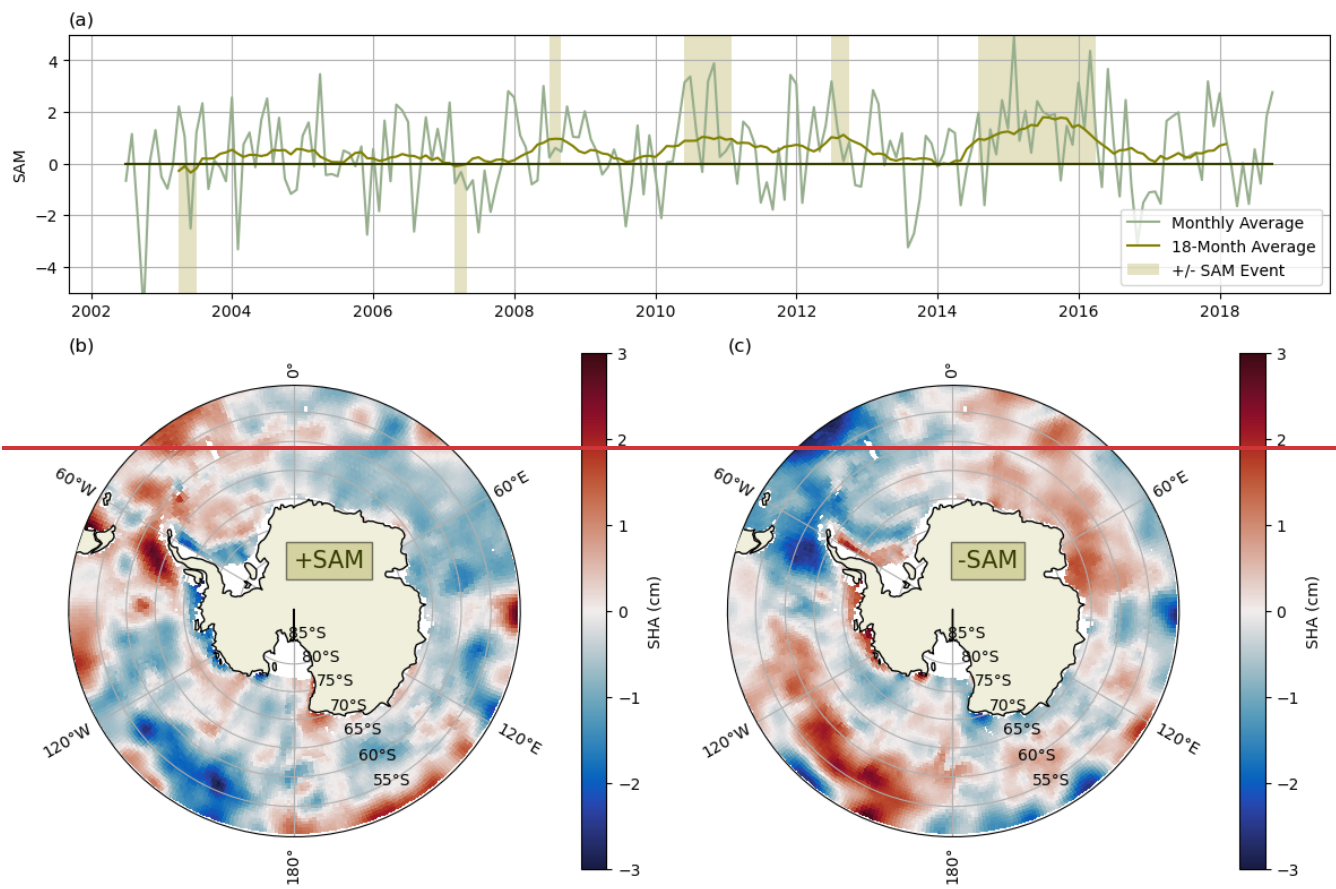 (a)
SAM
4
2
0
−2
−4
2002 2004 2006 2008 2010 2012 2014 2016 2018
Monthly Average
18-Month Average
+/- SAM Event
(b)
0°
60°W
60°E
+SAM
85°S
80°S
75°S
70°S
65°S
60°S
55°S
120°W
120°E
180°
3
2
1
0
−1
−2
−3
SHA (cm)
(c)
0°
60°W
60°E
-SAM
85°S
80°S
75°S
70°S
65°S
60°S
55°S
120°W
120°E
180°
3
2
1
0
−1
−2
−3
SHA (cm)